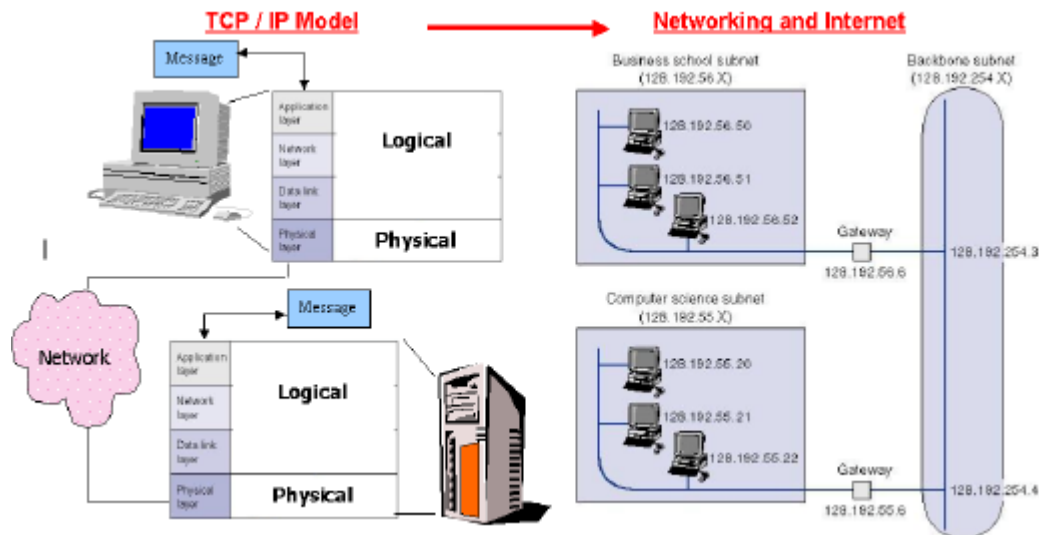 TCP / IP Model
Networking and Internet
Message
Application
layer
Network
layer
Data link
layer
Physical
layer
Logical
Physical
Network
Message
Application
layer
Network
layer
Data link
layer
Physical
layer
Logical
Physical
Business school subnet
(128.192.56.X)
128.192.56.50
128.192.56.51
128.192.56.52
Gateway
128.192.56.6
Backbone subnet
(128.192.254.X)
128.192.254.3
Computer science subnet
(128.192.55.X)
128.192.55.20
128.192.55.21
128.192.55.22
Gateway
128.192.55.6
128.192.254.4